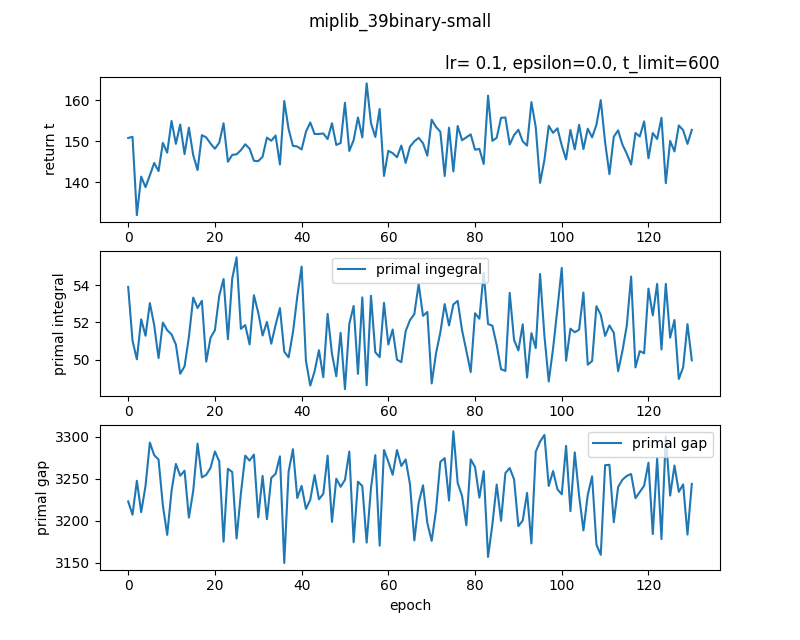 miplib_39binary-small
lr= 0.1, epsilon=0.0, t_limit=600
return t
160
150
140
0 20 40 60 80 100 120
primal ingegral
primal integral
54
52
50
0 20 40 60 80 100 120
primal gap
primal gap
3300
3250
3200
3150
0 20 40 60 80 100 120
epoch